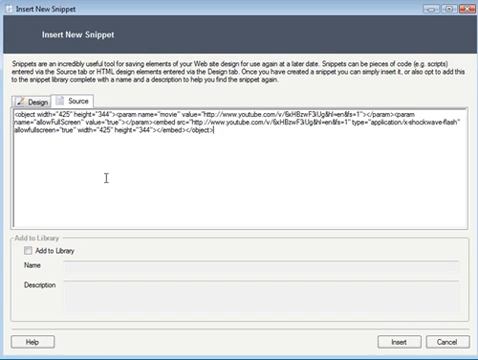 Insert New Snippet
Insert New Snippet
Snippets are an incredibly useful tool for saving elements of your Web site design for use again at a later date. Snippets can be pieces of code (e.g. scripts)
entered via the Source tab or HTML design elements entered via the Design tab. Once you have created a snippet you can simply insert it, or also opt to add this
to the snippet library complete with a name and a description to help you find the snippet again.
Design Source
<object width="425" height="344"><param name="movie" value="http://www.youtube.com/v/6xHBzwF3iUg&hl=en&fs=1"></param><param
name="allowFullScreen" value="true"></param><embed src="http://www.youtube.com/v/6xHBzwF3iUg&hl=en&fs=1" type="application/x-shockwave-flash"
allowfullscreen="true" width="425" height="344"></embed></object>
Add to Library
Add to Library
Name
Description
Help Insert Cancel